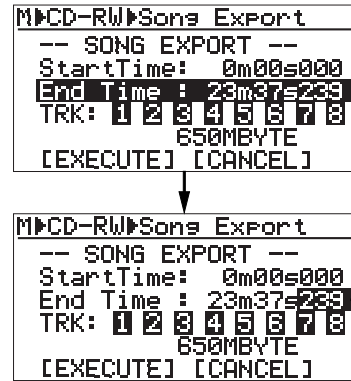 M▶CD-RW▶Song Export
-- SONG EXPORT --
StartTime: 0m00s000
End Time : 23m37s239
TRK: 1 2 3 4 5 6 7 8
650MBYTE
[EXECUTE] [CANCEL]
M▶CD-RW▶Song Export
-- SONG EXPORT --
StartTime: 0m00s000
End Time : 23m37s239
TRK: 1 2 3 4 5 6 7 8
650MBYTE
[EXECUTE] [CANCEL]